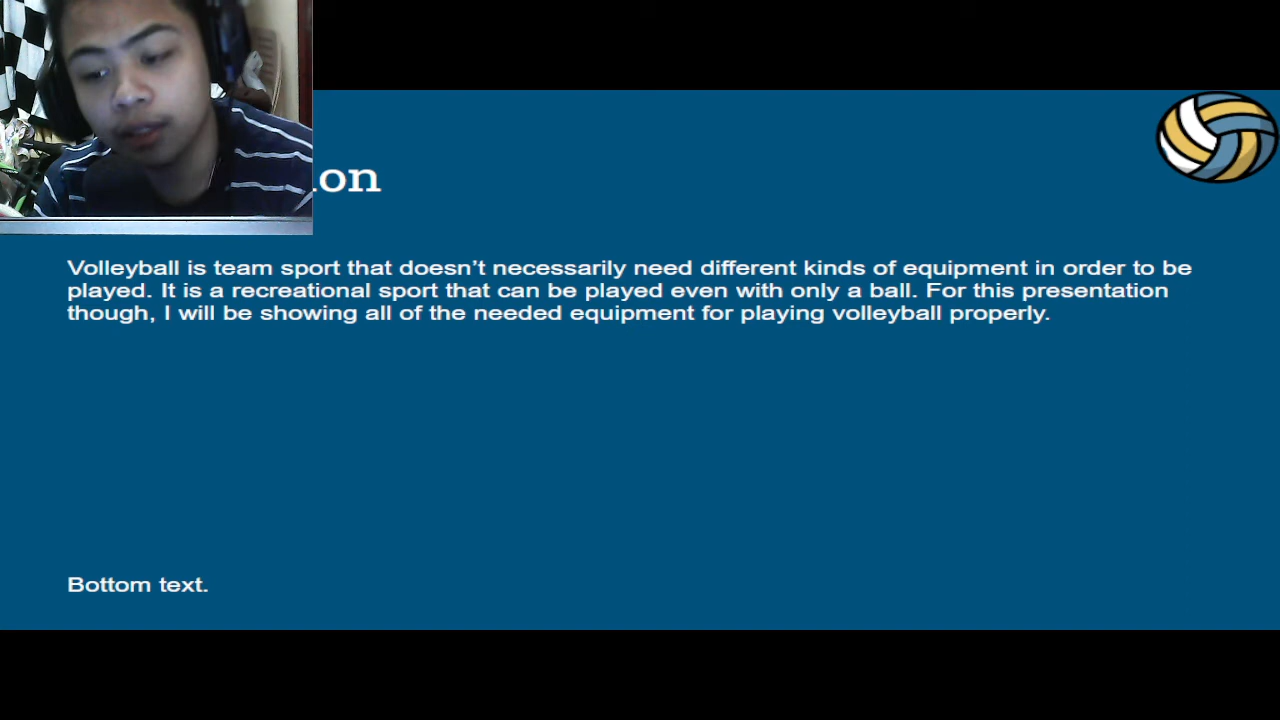 Volleyball is team sport that doesn’t necessarily need different kinds of equipment in order to be
played. It is a recreational sport that can be played even with only a ball. For this presentation
though, I will be showing all of the needed equipment for playing volleyball properly.
Bottom text.